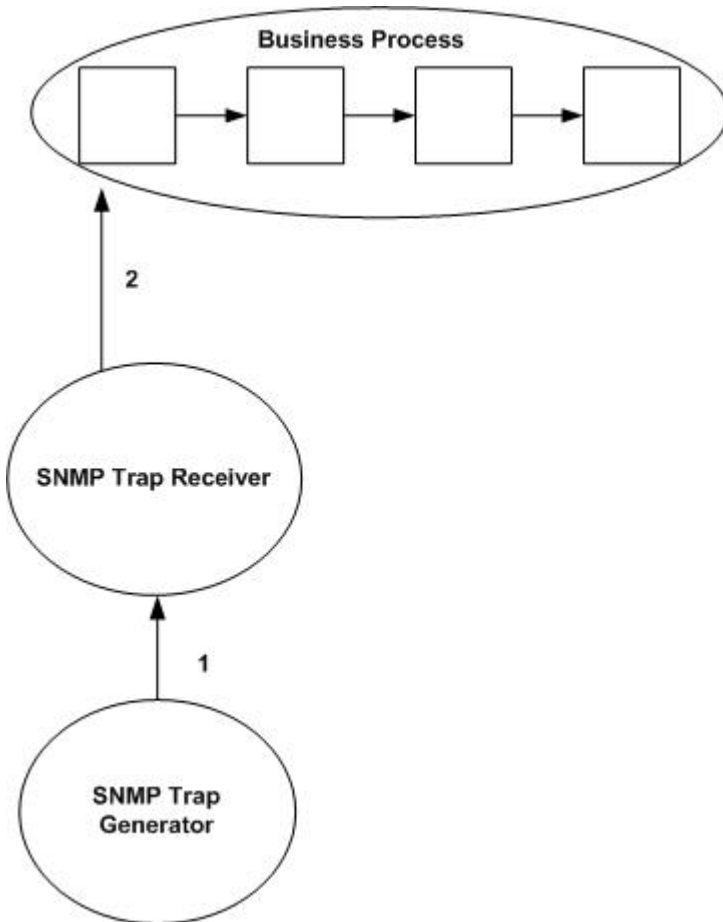 Business Process
2
SNMP Trap Receiver
1
SNMP Trap
Generator